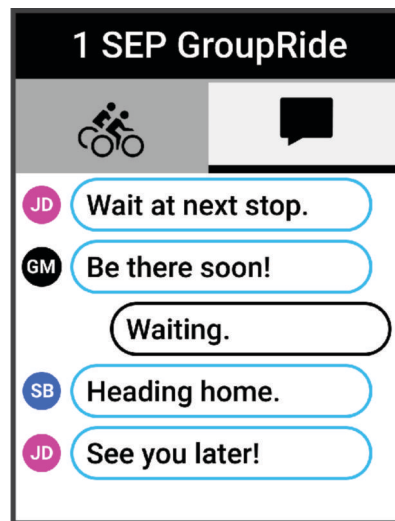 1 SEP GroupRide
JD Wait at next stop.
GM Be there soon!
Waiting.
SB Heading home.
JD See you later!